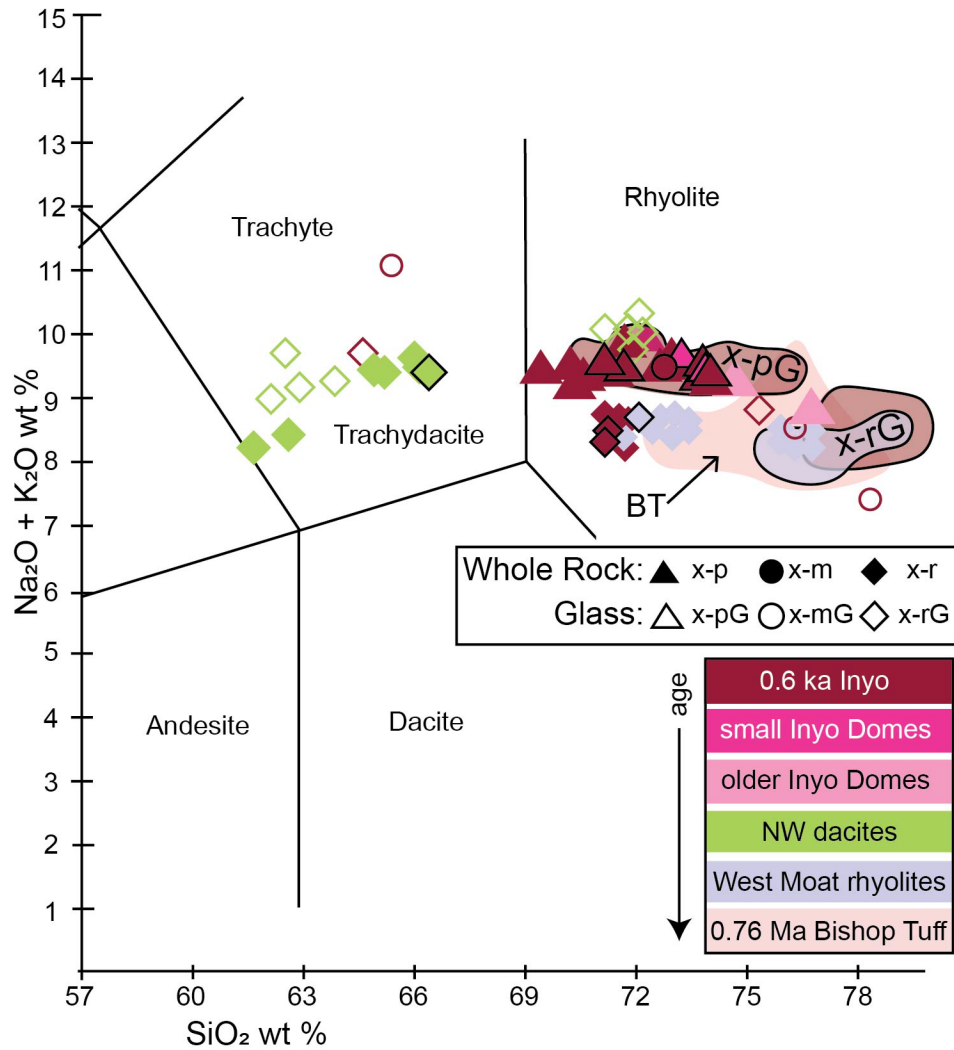 15
14
13
12
11
10
9
8
7
6
5
4
3
2
1
Na₂O + K₂O wt %
Trachyte
Rhyolite
x-pG
Trachydacite
x-rG
BT
Whole Rock: x-p x-m x-r
Glass: x-pG x-mG x-rG
Andesite
Dacite
age
0.6 ka Inyo
small Inyo Domes
older Inyo Domes
NW dacites
West Moat rhyolites
0.76 Ma Bishop Tuff
57 60 63 66 69 72 75 78
SiO₂ wt %